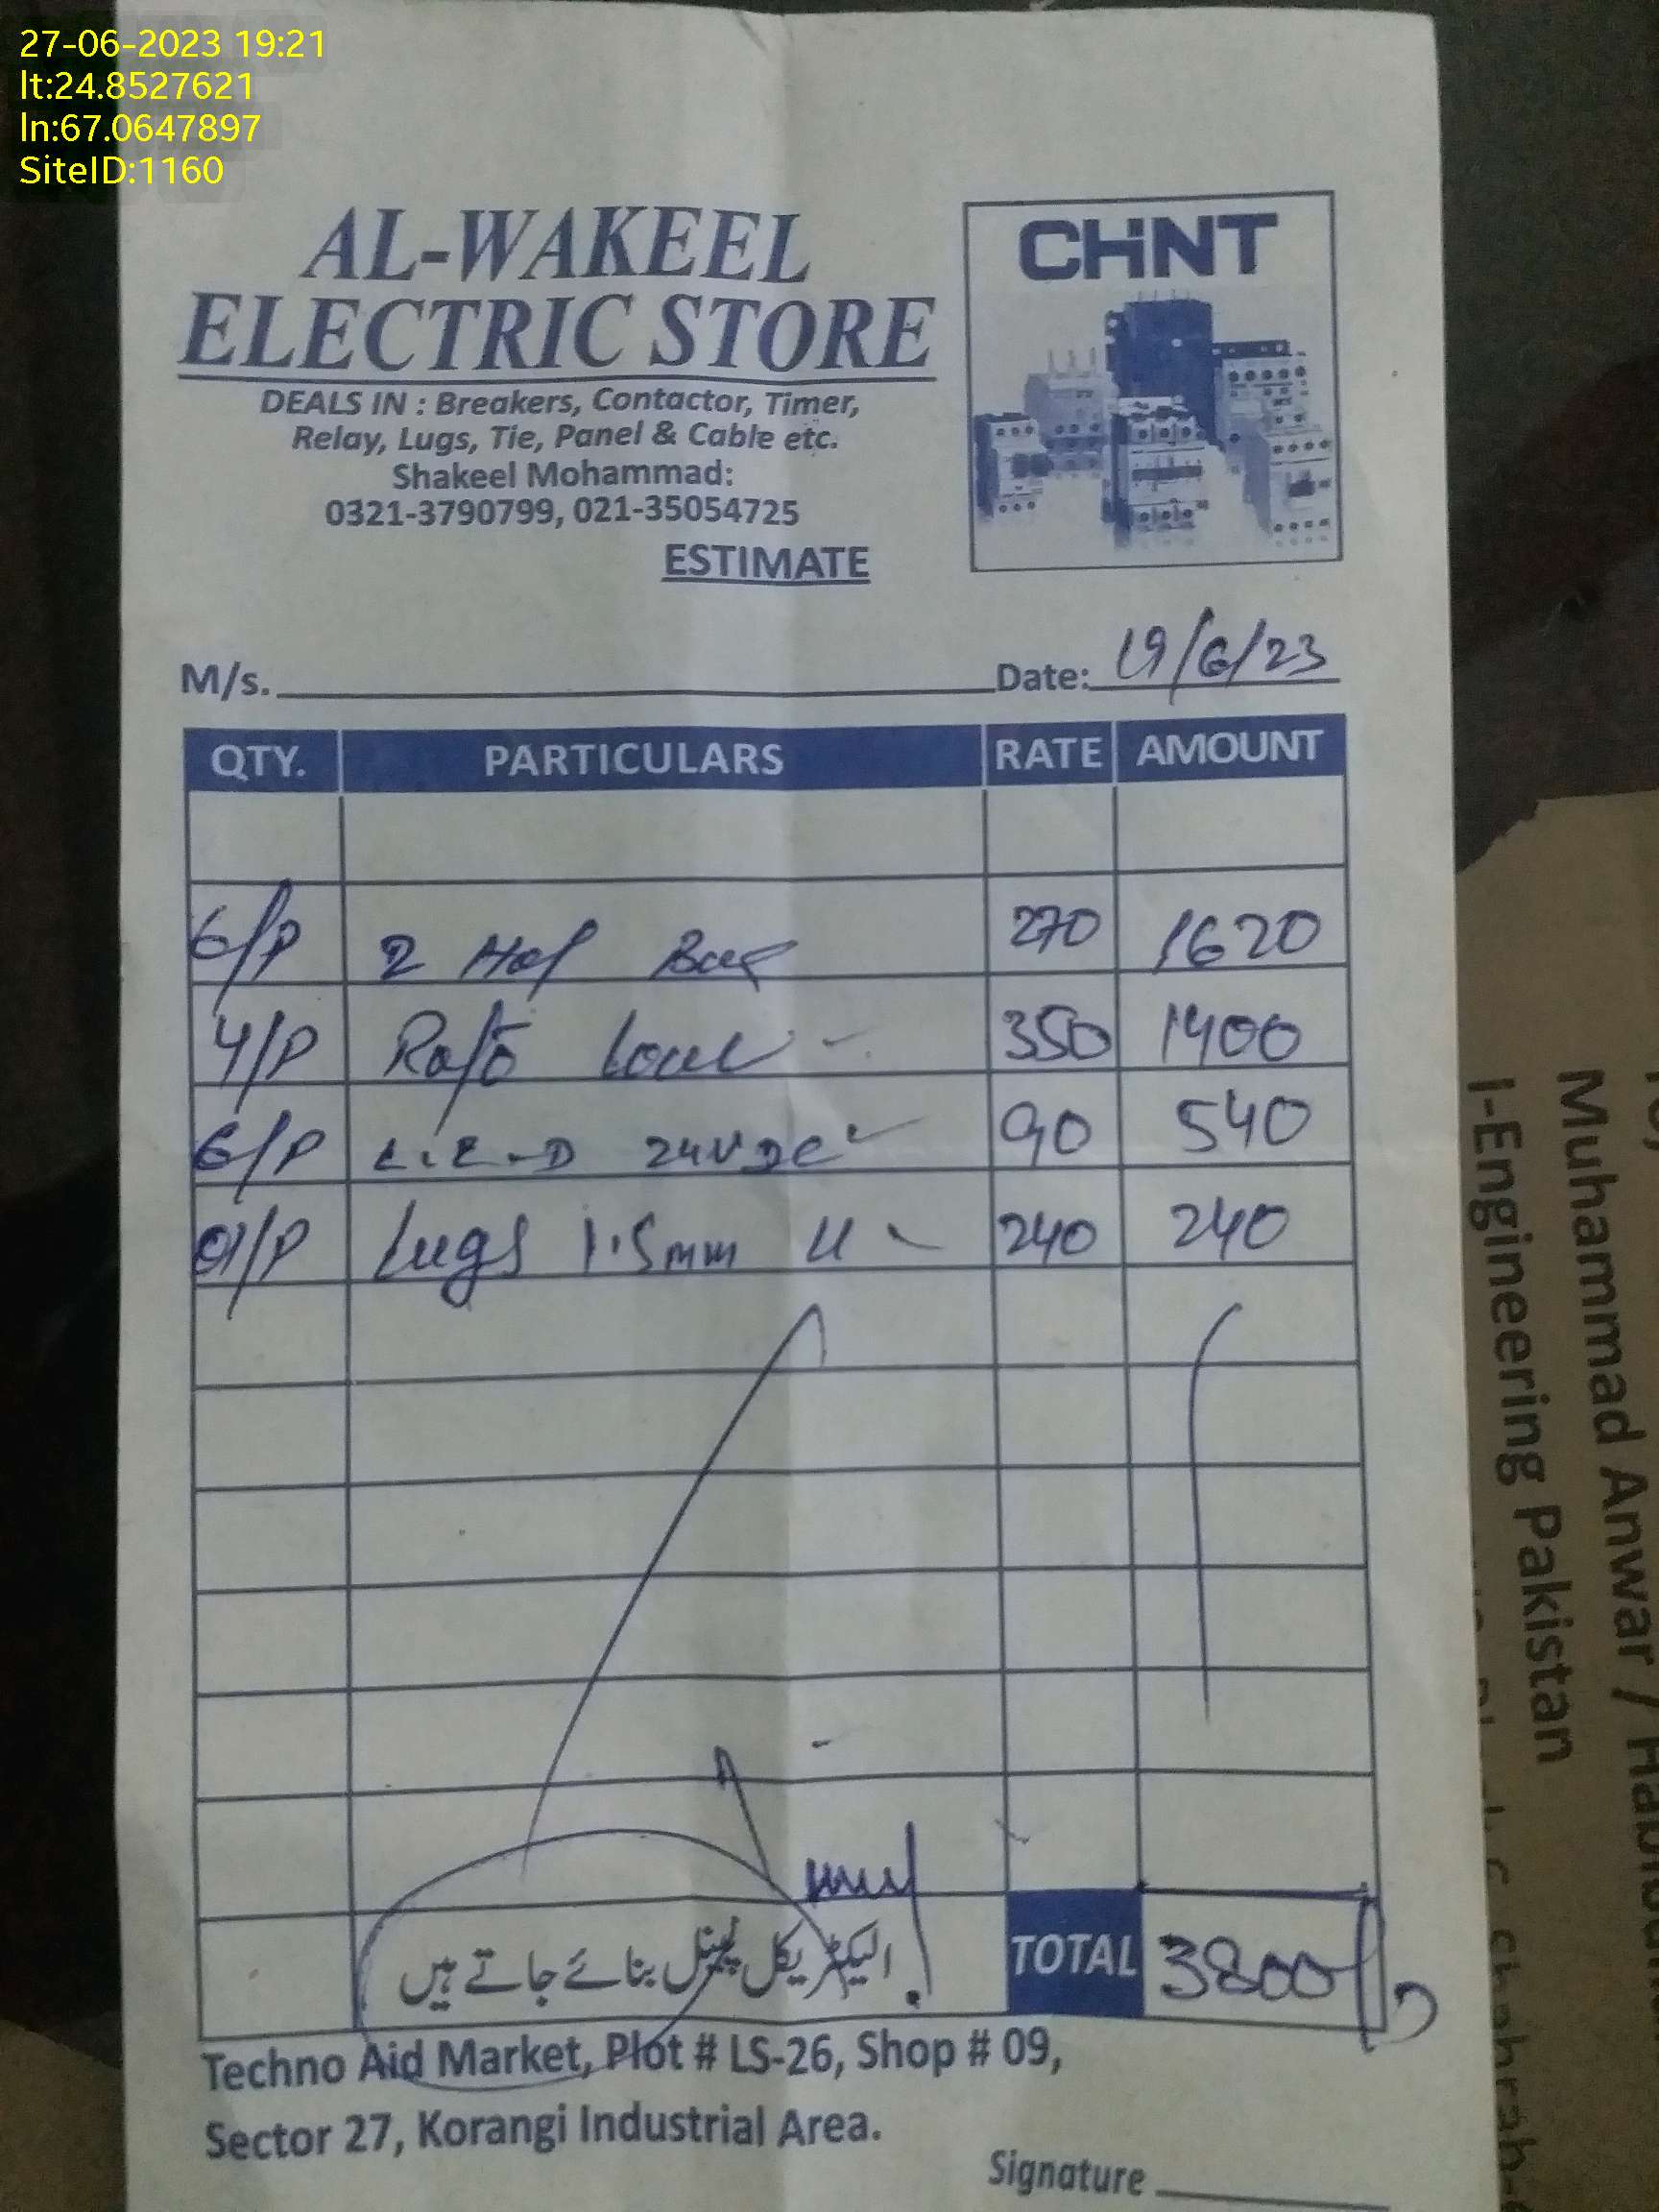 27-06-2023 19:21
lt:24.8527621
ln:67.0647897
SiteID:1160
AL-WAKEEL
ELECTRIC STORE
DEALS IN : Breakers, Contactor, Timer,
Relay, Lugs, Tie, Panel & Cable etc.
Shakeel Mohammad:
0321-3790799, 021-35054725
ESTIMATE
CHNT
M/s. Date: 19/6/23
QTY. PARTICULARS RATE AMOUNT
6/P 2 270 1620
4/P 350 1400
6/P L.E-D 24VDC 90 540
01/P Lugs 1.5mm U 240 240
الیکٹریکل پینل بنائے جاتے ہیں TOTAL 3800/
Techno Aid Market, Plot # LS-26, Shop # 09,
Sector 27, Korangi Industrial Area.
Signature
Muhammad Anwar /
I-Engineering Pakistan